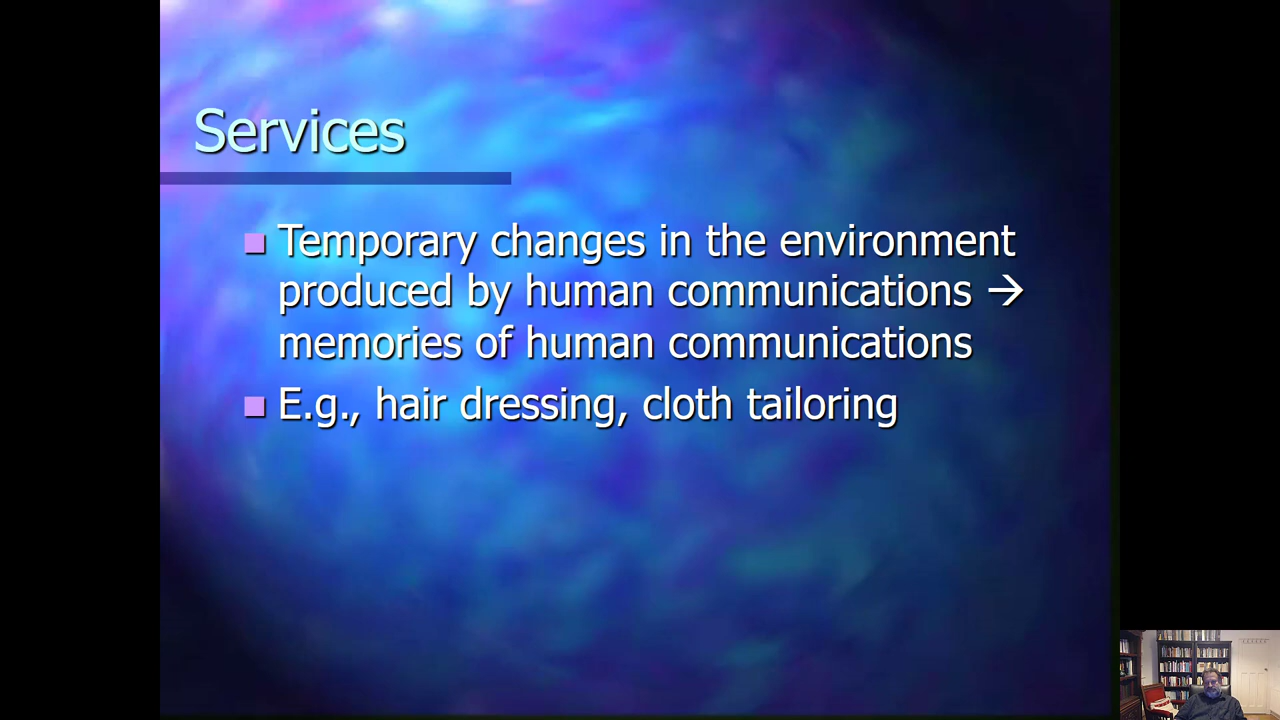 Services
Temporary changes in the environment
produced by human communications →
memories of human communications
E.g., hair dressing, cloth tailoring